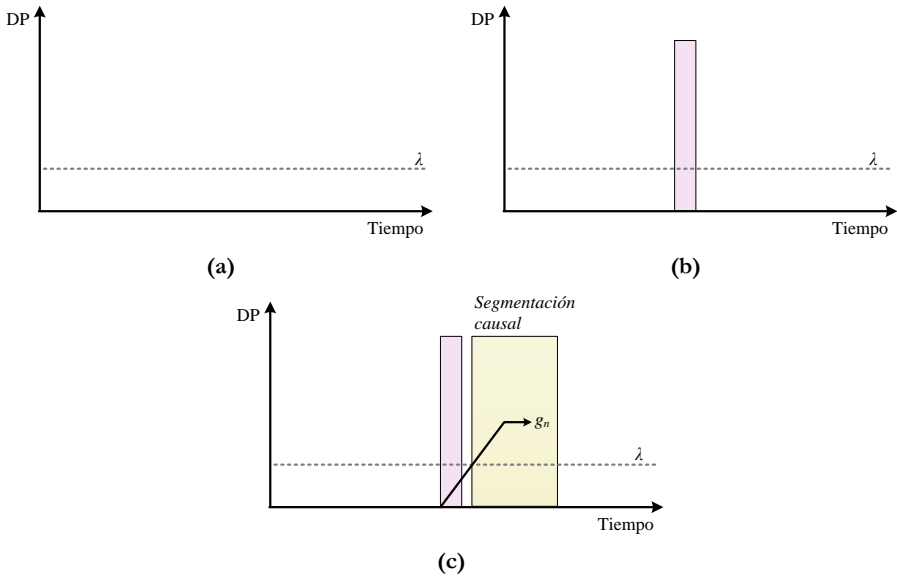 DP
λ
Tiempo
(a)
DP
λ
Tiempo
(b)
Segmentación
causal
DP
gn
λ
Tiempo
(c)